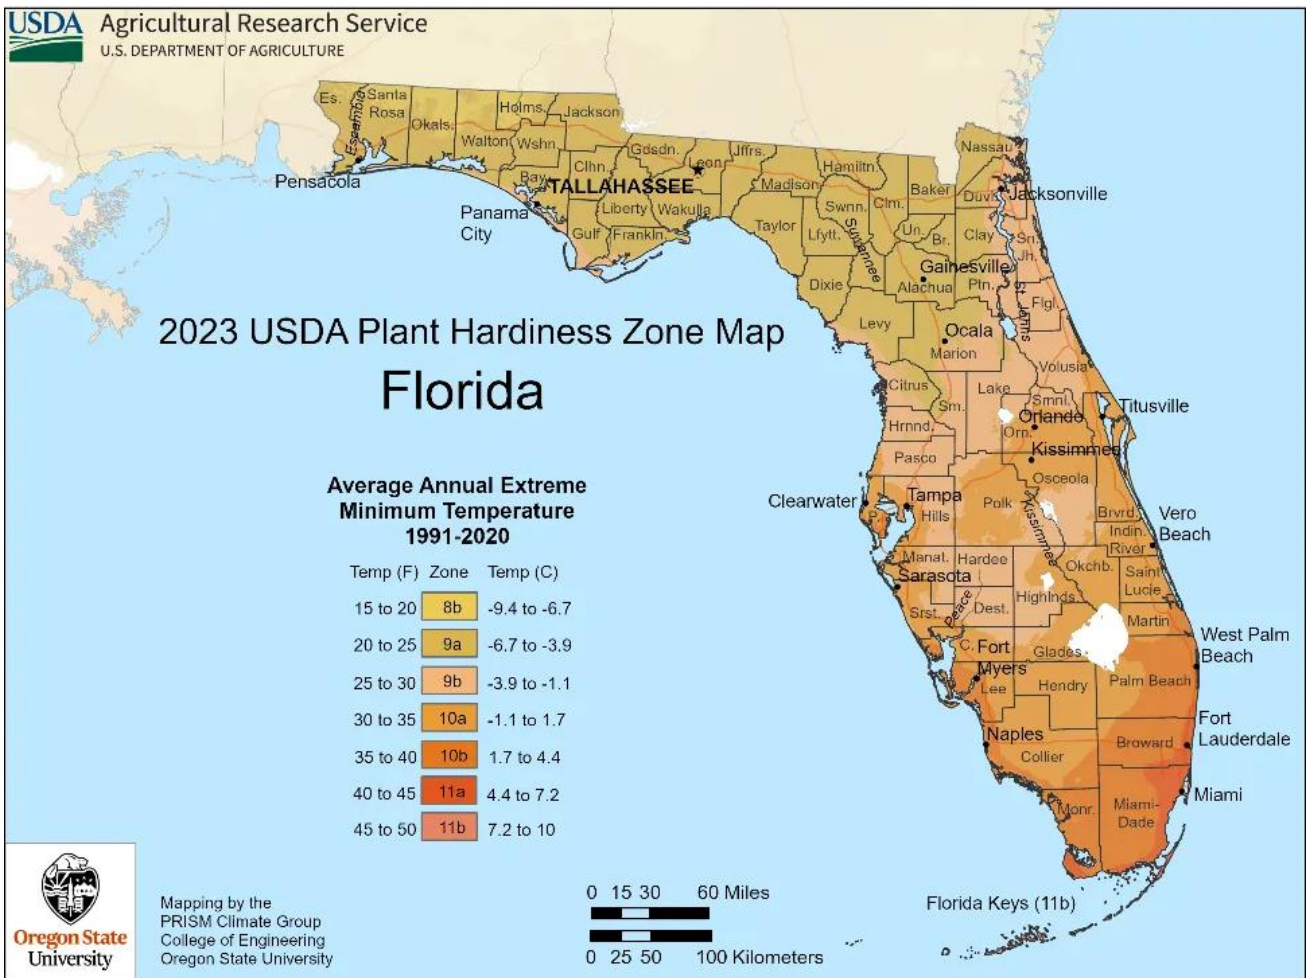 USDA
Agricultural Research Service
U.S. DEPARTMENT OF AGRICULTURE
Es.
Santa
Rosa
Escambia
Okals.
Holms.
Jackson
Walton
Wshn.
Bay
Clhn.
Gdsdn.
Leon
Jffrs.
Madison
Hamiltn.
Nassau
Baker
Duvl.
Pensacola
TALLAHASSEE
Jacksonville
Panama
City
Liberty
Wakulla
Gulf
Frankln.
Taylor
Swnn.
Clm.
Lfytt.
Suwannee
Un.
Br.
Clay
Sn.
Jh.
Gainesville
Dixie
Alachua
Ptn.
St. Johns
Flgl.
Levy
Ocala
Marion
Volusia
2023 USDA Plant Hardiness Zone Map
Florida
Citrus
Lake
Sm.
Smnl.
Titusville
Orlando
Orn.
Hrnnd.
Kissimmee
Pasco
Osceola
Clearwater
Tampa
P.
Hills
Polk
Kissimmee
Brvrd.
Vero
Beach
Indin.
River
Manat.
Hardee
Okchb.
Saint
Lucie
Sarasota
Srst.
Peace
Dest.
Highlnds.
Martin
West Palm
Beach
C.
Fort
Myers
Glades
Lee
Hendry
Palm Beach
Fort
Lauderdale
Naples
Collier
Broward
Miami
Monr.
Miami-
Dade
Florida Keys (11b)
Average Annual Extreme
Minimum Temperature
1991-2020
Temp (F) Zone Temp (C)
15 to 20 8b -9.4 to -6.7
20 to 25 9a -6.7 to -3.9
25 to 30 9b -3.9 to -1.1
30 to 35 10a -1.1 to 1.7
35 to 40 10b 1.7 to 4.4
40 to 45 11a 4.4 to 7.2
45 to 50 11b 7.2 to 10
Oregon State
University
Mapping by the
PRISM Climate Group
College of Engineering
Oregon State University
0 15 30 60 Miles
0 25 50 100 Kilometers